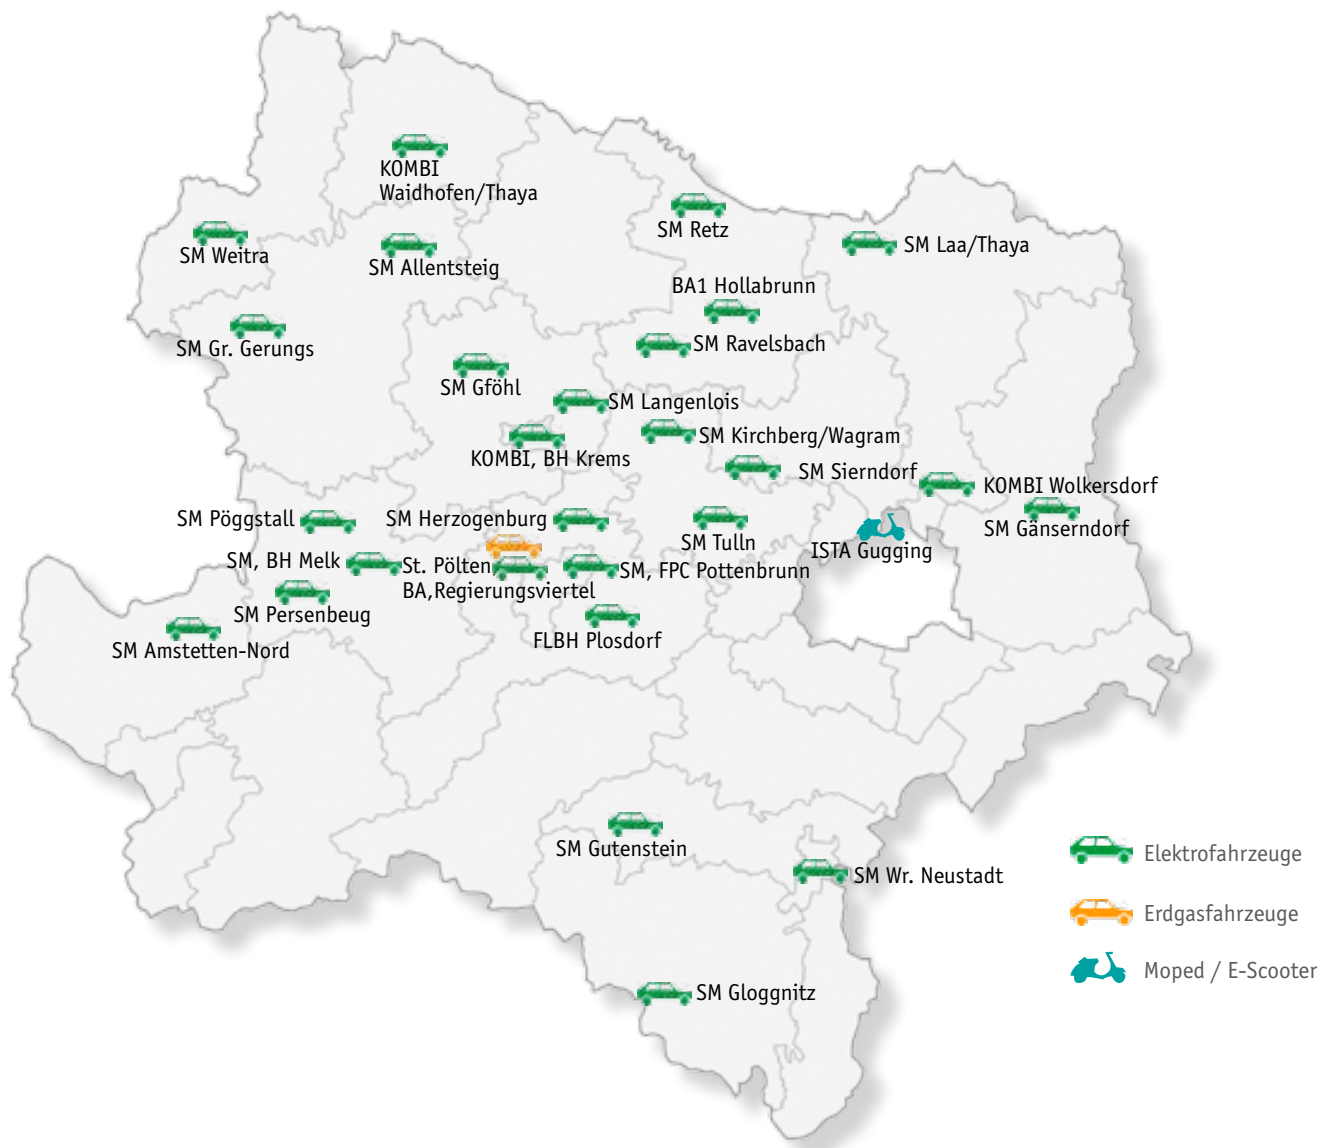 KOMBI
Waidhofen/Thaya
SM Retz
SM Weitra
SM Allentsteig
SM Laa/Thaya
BA1 Hollabrunn
SM Gr. Gerungs
SM Ravelsbach
SM Gföhl
SM Langenlois
SM Kirchberg/Wagram
KOMBI, BH Krems
SM Sierndorf
KOMBI Wolkersdorf
SM Pöggstall
SM Herzogenburg
SM Tulln
ISTA Gugging
SM Gänserndorf
SM, BH Melk
St. Pölten
BA,Regierungsviertel
SM, FPC Pottenbrunn
SM Persenbeug
FLBH Plosdorf
SM Amstetten-Nord
SM Gutenstein
SM Wr. Neustadt
SM Gloggnitz
Elektrofahrzeuge
Erdgasfahrzeuge
Moped / E-Scooter